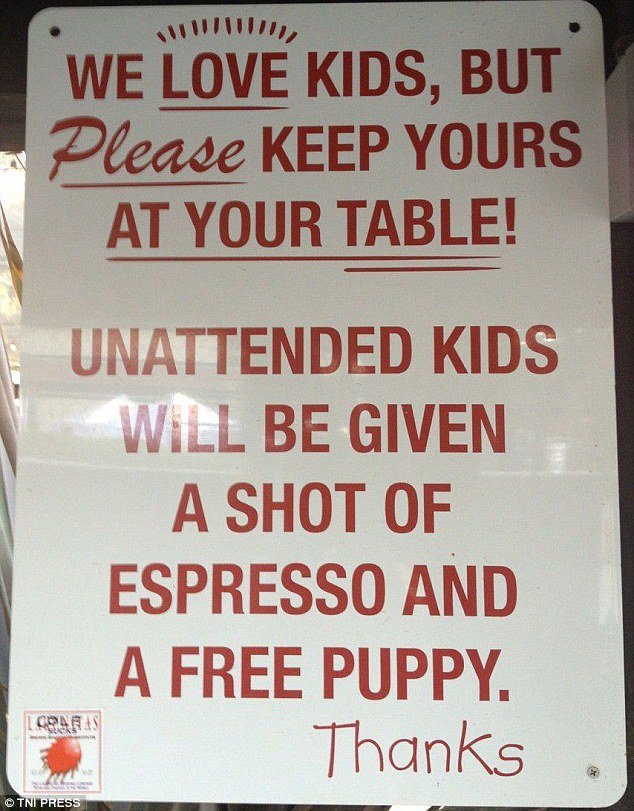 WE LOVE KIDS, BUT
Please KEEP YOURS
AT YOUR TABLE!
UNATTENDED KIDS
WILL BE GIVEN
A SHOT OF
ESPRESSO AND
A FREE PUPPY.
Thanks
SUCKS
© TNI PRESS